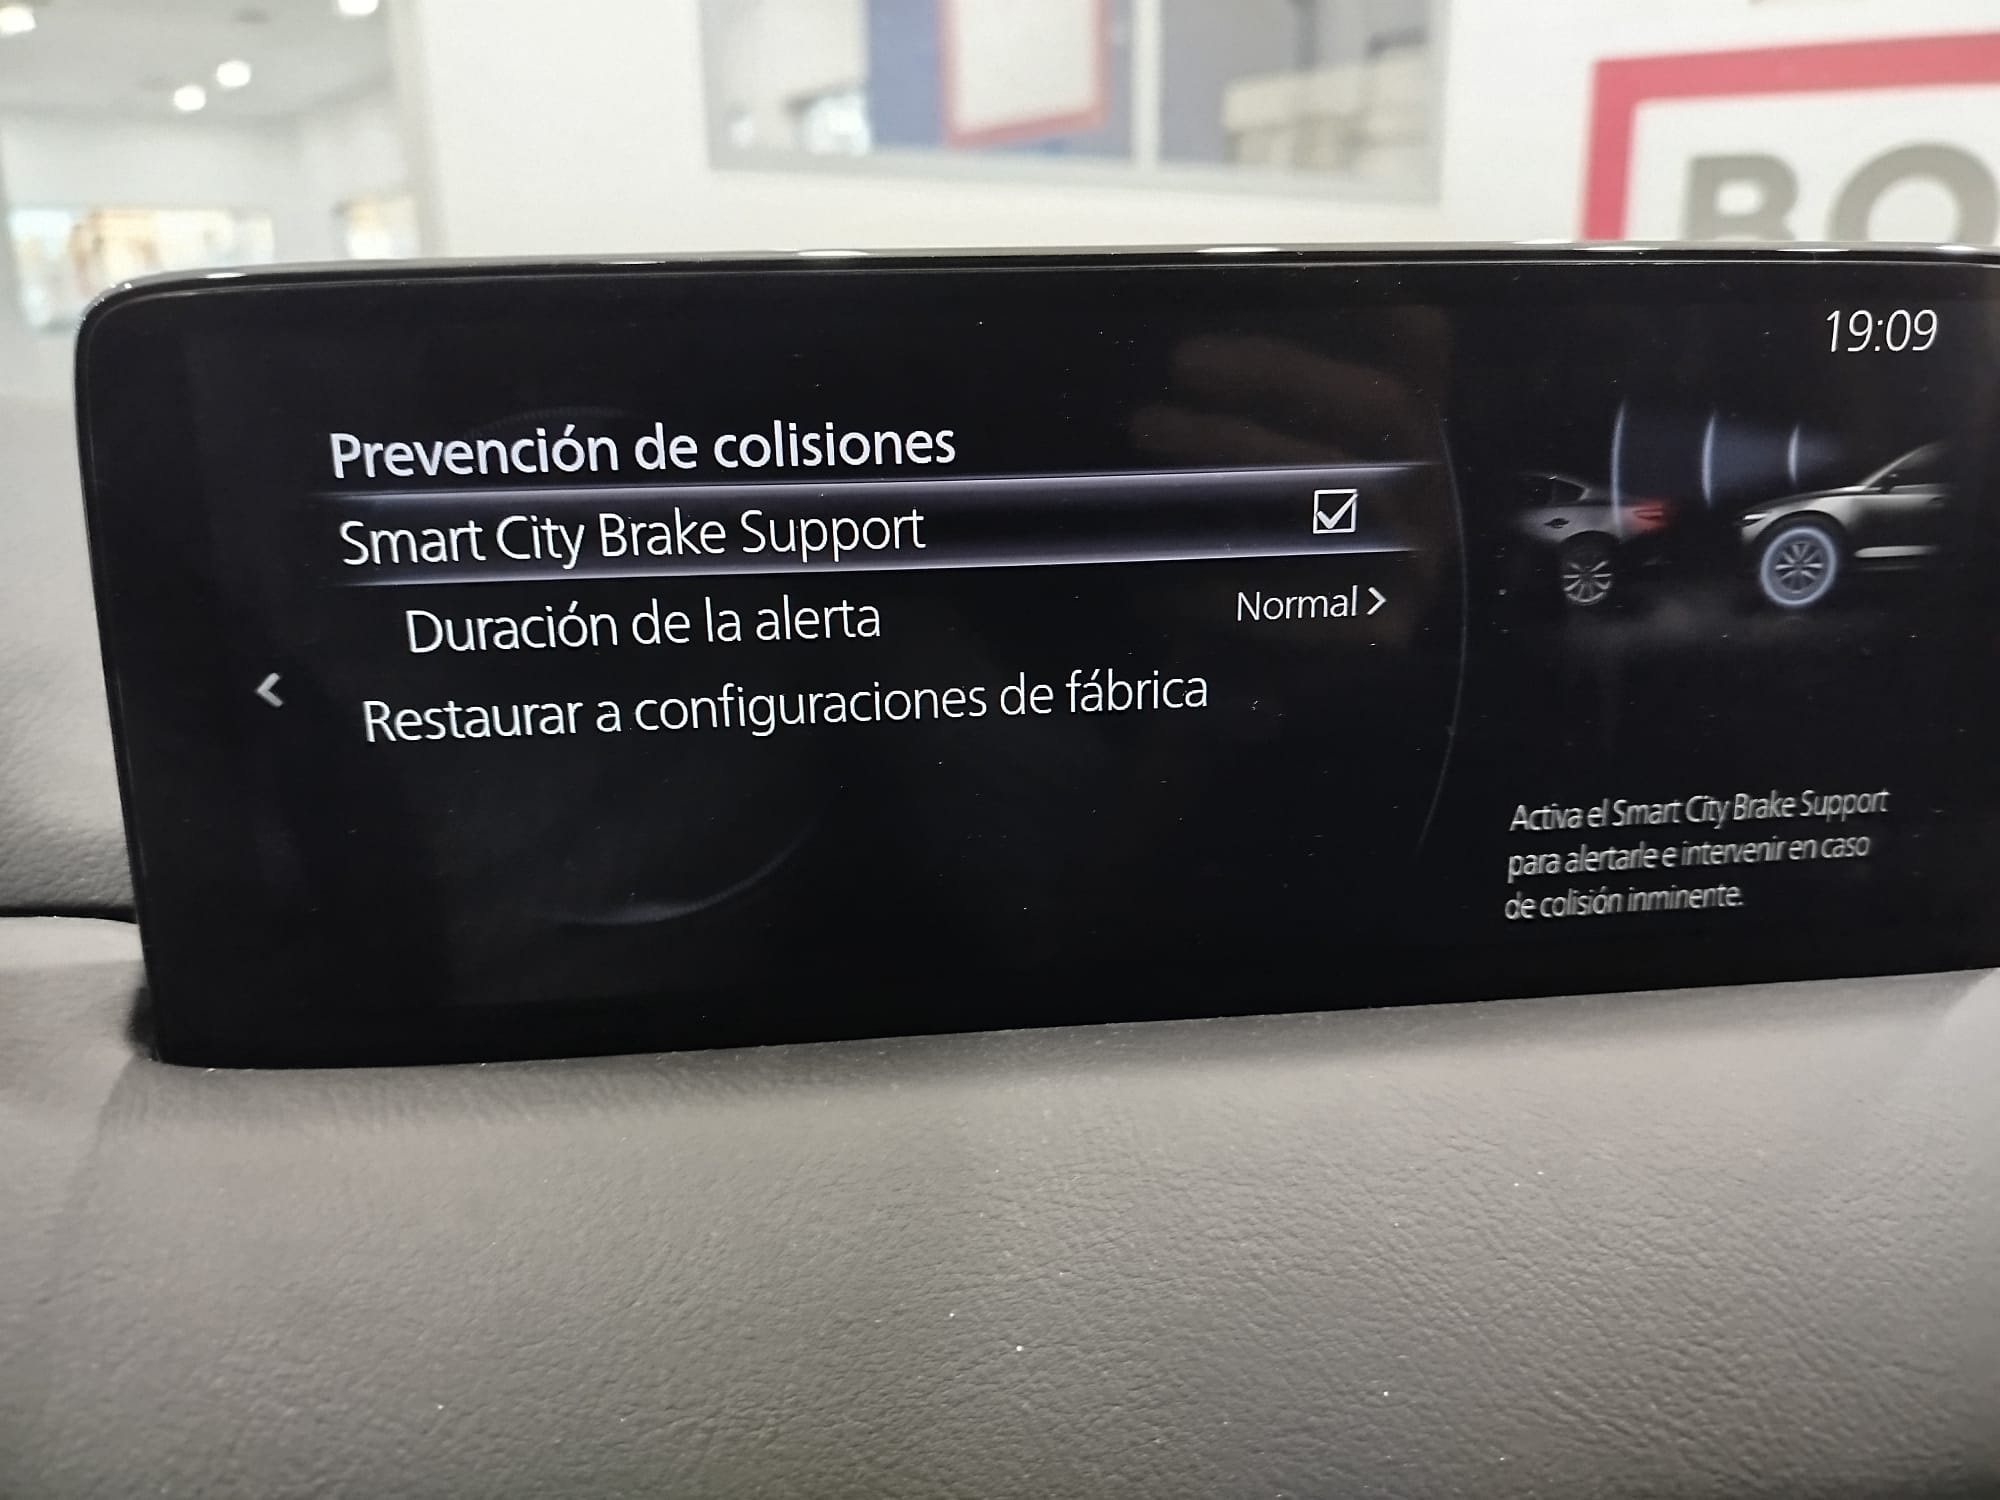 BO
19:09
Prevención de colisiones
Smart City Brake Support
Duración de la alerta
Normal
Restaurar a configuraciones de fábrica
Activa el Smart City Brake Support
para alertarle e intervenir en caso
de colisión inminente.